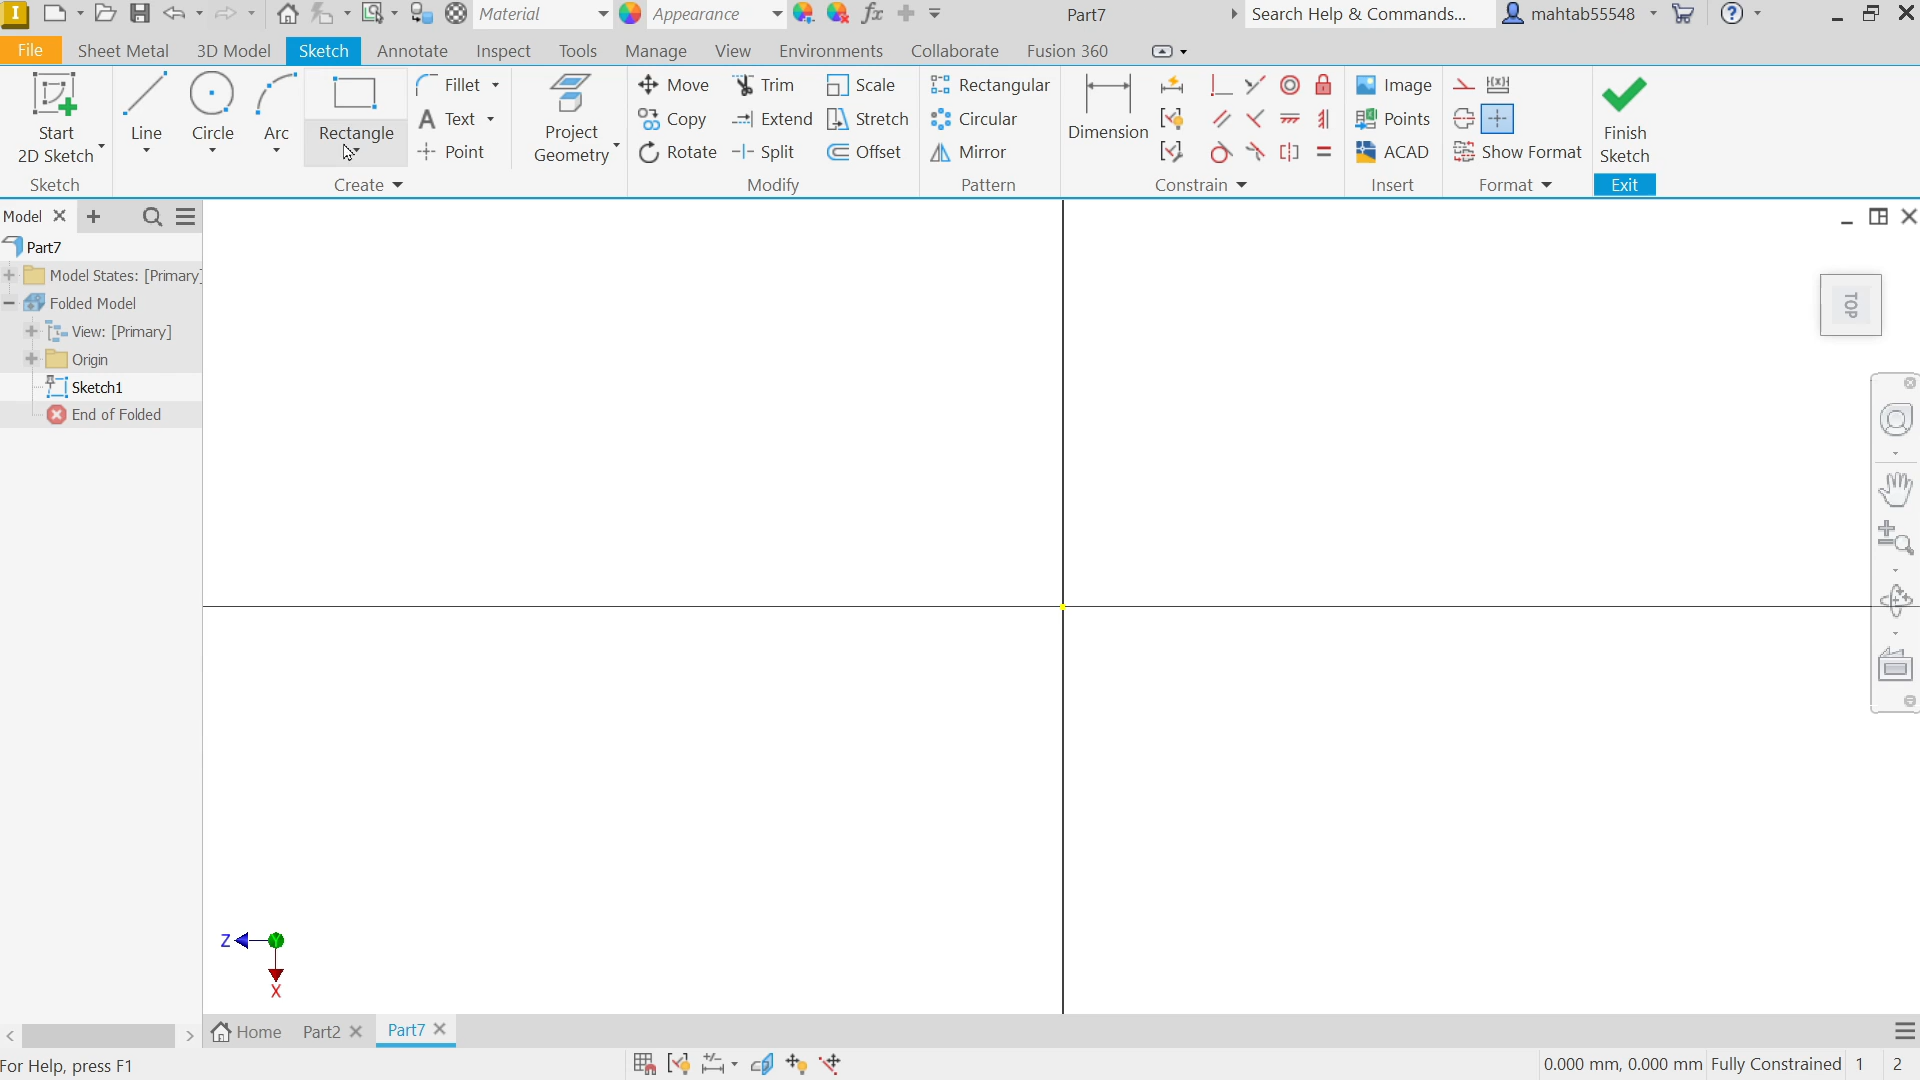 I Material Appearance fx Part7 Search Help & Commands... mahtab55548 ?
File Sheet Metal 3D Model Sketch Annotate Inspect Tools Manage View Environments Collaborate Fusion 360
Start 2D Sketch
Line
Circle
Arc
Rectangle
Fillet
A Text
Point
Project Geometry
Move
Copy
Rotate
Trim
Extend
Split
Scale
Stretch
Offset
Rectangular
Circular
Mirror
Dimension
Image
Points
ACAD
Show Format
Finish Sketch
Sketch Create Modify Pattern Constrain Insert Format Exit
Model
Part7
Model States: [Primary]
Folded Model
View: [Primary]
Origin
Sketch1
End of Folded
TOP
Z
Y
X
Home Part2 Part7
For Help, press F1 0.000 mm, 0.000 mm Fully Constrained 1 2